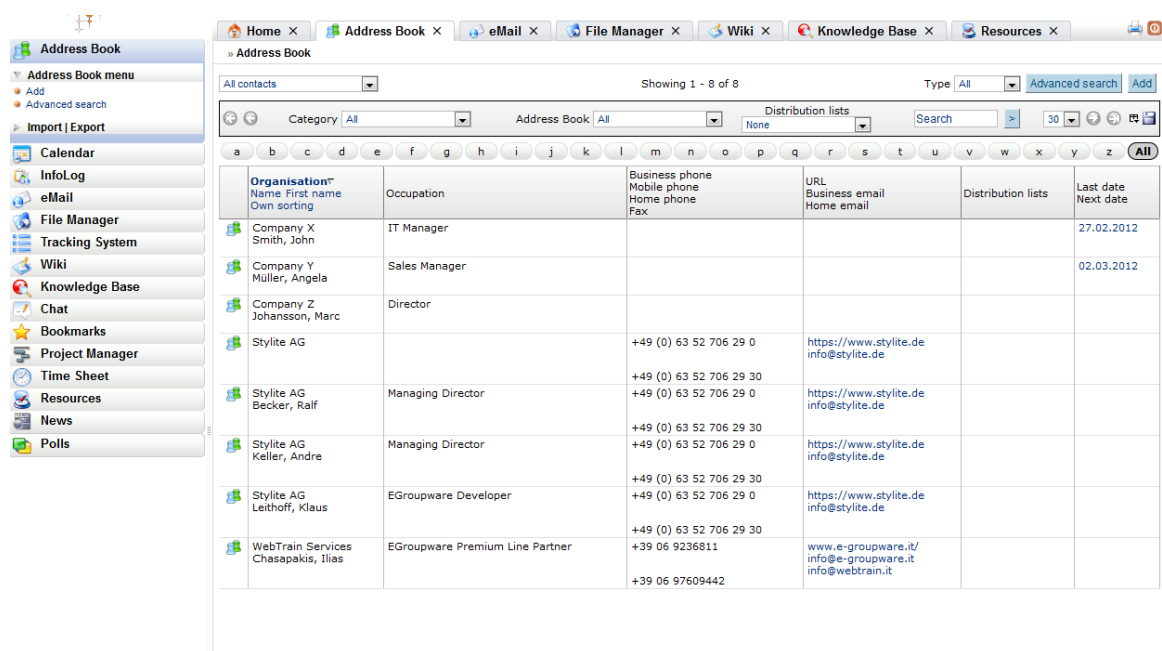 Home × Address Book × eMail × File Manager × Wiki × Knowledge Base × Resources ×
» Address Book
Address Book
Address Book menu
Add
Advanced search
Import | Export
Calendar
InfoLog
eMail
File Manager
Tracking System
Wiki
Knowledge Base
Chat
Bookmarks
Project Manager
Time Sheet
Resources
News
Polls
All contacts Showing 1 - 8 of 8 Type All Advanced search Add
Category All Address Book All Distribution lists None Search > 30
a b c d e f g h i j k l m n o p q r s t u v w x y z All
Organisation
Name First name
Own sorting
Occupation
Business phone
Mobile phone
Home phone
Fax
URL
Business email
Home email
Distribution lists
Last date
Next date
Company X IT Manager 27.02.2012
Smith, John
Company Y Sales Manager 02.03.2012
Müller, Angela
Company Z Director
Johansson, Marc
Stylite AG +49 (0) 63 52 706 29 0 https://www.stylite.de
info@stylite.de
+49 (0) 63 52 706 29 30
Stylite AG Managing Director +49 (0) 63 52 706 29 0 https://www.stylite.de
Becker, Ralf info@stylite.de
+49 (0) 63 52 706 29 30
Stylite AG Managing Director +49 (0) 63 52 706 29 0 https://www.stylite.de
Keller, Andre info@stylite.de
+49 (0) 63 52 706 29 30
Stylite AG EGroupware Developer +49 (0) 63 52 706 29 0 https://www.stylite.de
Leithoff, Klaus info@stylite.de
+49 (0) 63 52 706 29 30
WebTrain Services EGroupware Premium Line Partner +39 06 9236811 www.e-groupware.it/
Chasapakis, Ilias info@e-groupware.it
info@webtrain.it
+39 06 97609442